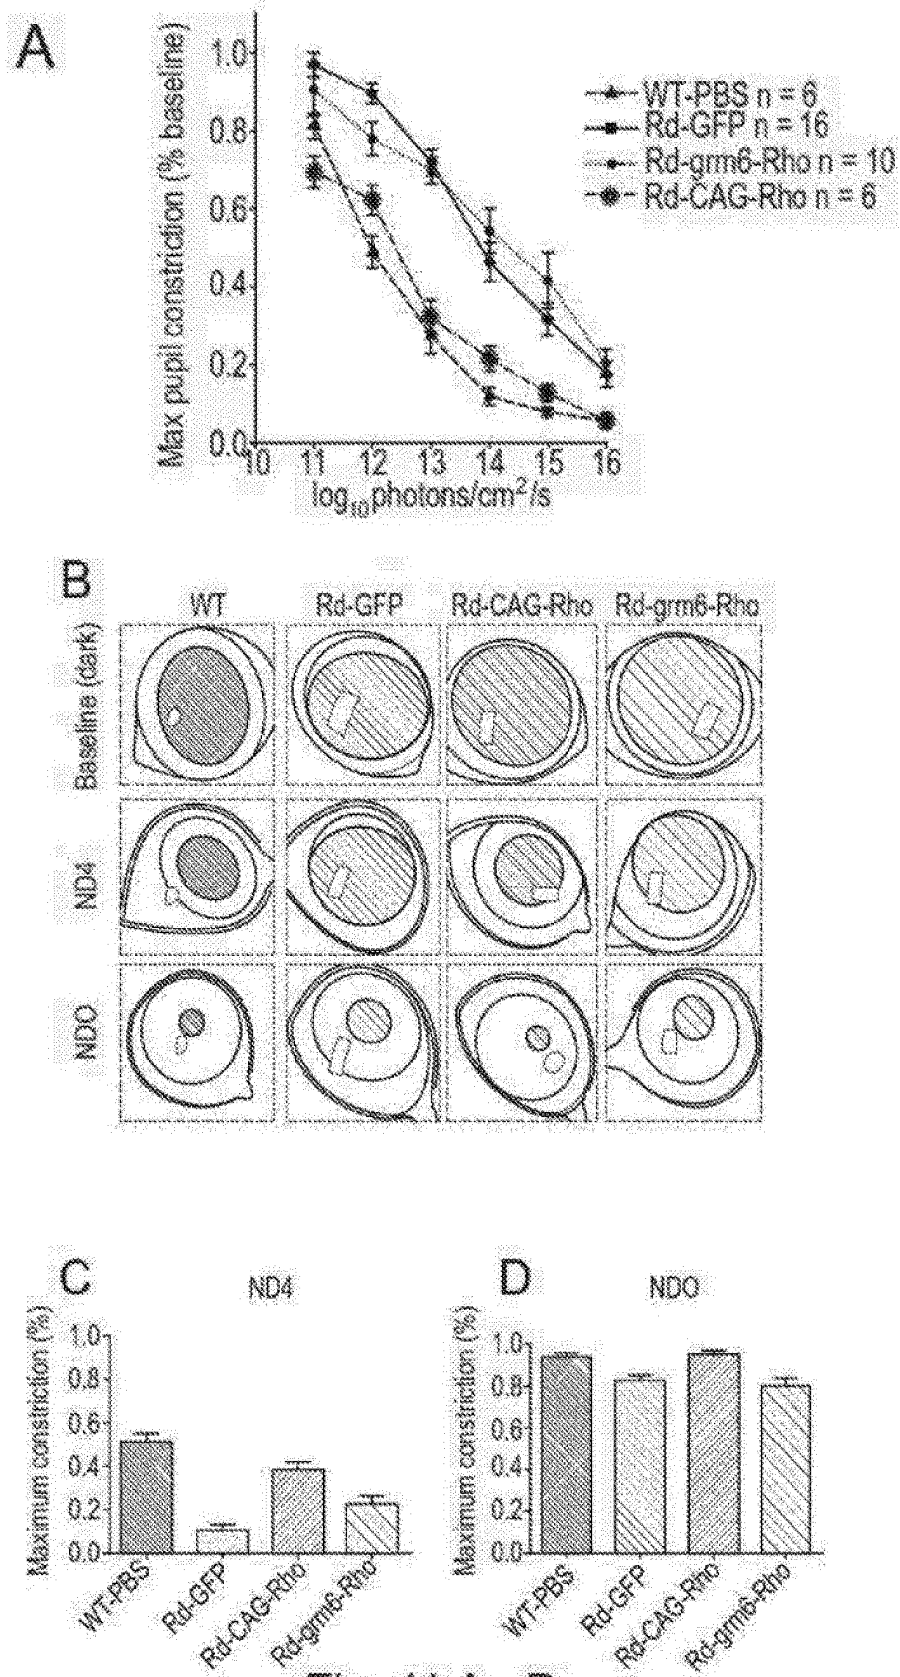 A
Max pupil constriction (% baseline)
1.0
0.8
0.6
0.4
0.2
0.0
10 11 12 13 14 15 16
log10photons/cm2/s
WT-PBS n = 6
Rd-GFP n = 16
Rd-grm6-Rho n = 10
Rd-CAG-Rho n = 6
B
WT Rd-GFP Rd-CAG-Rho Rd-grm6-Rho
Baseline (dark)
ND4
ND0
C
ND4
Maximum constriction (%)
1.0
0.8
0.6
0.4
0.2
0.0
WT-PBS
Rd-GFP
Rd-CAG-Rho
Rd-grm6-Rho
D
ND0
Maximum constriction (%)
1.0
0.8
0.6
0.4
0.2
0.0
WT-PBS
Rd-GFP
Rd-CAG-Rho
Rd-grm6-Rho